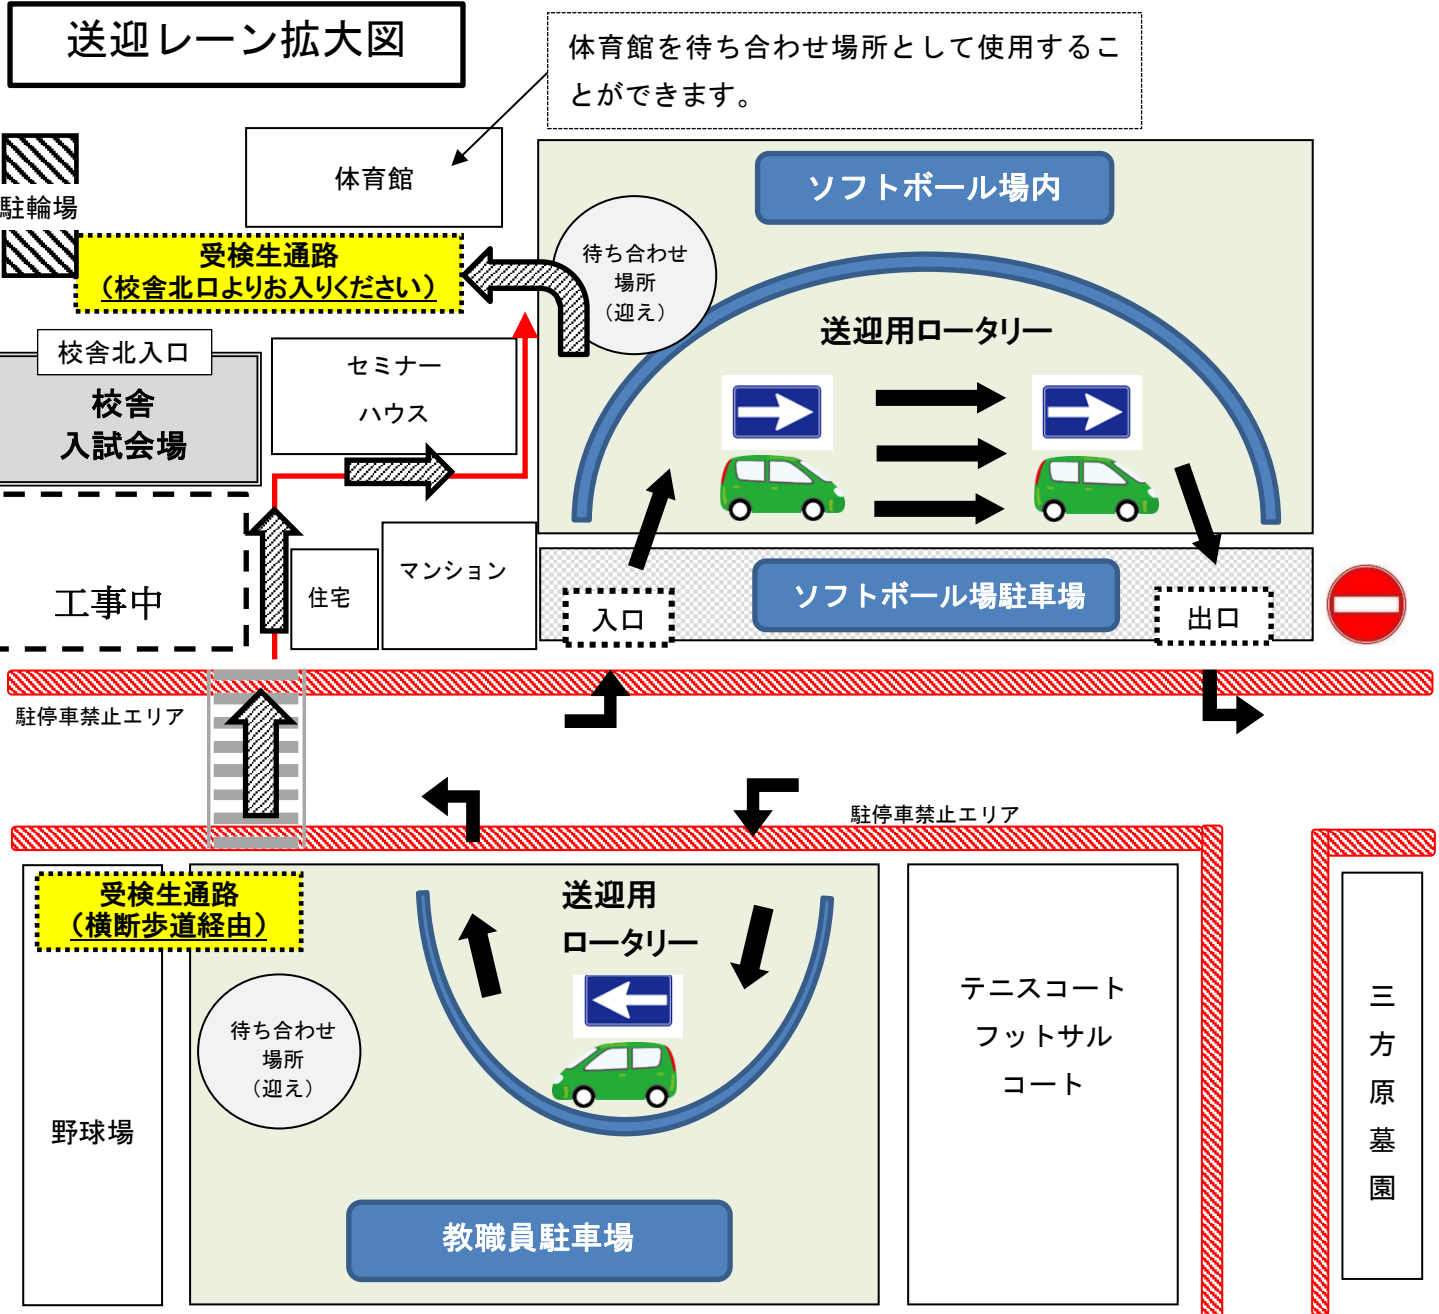 送迎レーン拡大図
体育館を待ち合わせ場所として使用するこ
とができます。
体育館
ソフトボール場内
駐輪場
受検生通路
（校舎北口よりお入りください）
待ち合わせ
場所
（迎え）
送迎用ロータリー
校舎北入口
校舎
入試会場
セミナー
ハウス
工事中
住宅
マンション
入口
ソフトボール場駐車場
出口
駐停車禁止エリア
駐停車禁止エリア
受検生通路
（横断歩道経由）
送迎用
ロータリー
待ち合わせ
場所
（迎え）
野球場
テニスコート
フットサル
コート
三方原墓園
教職員駐車場